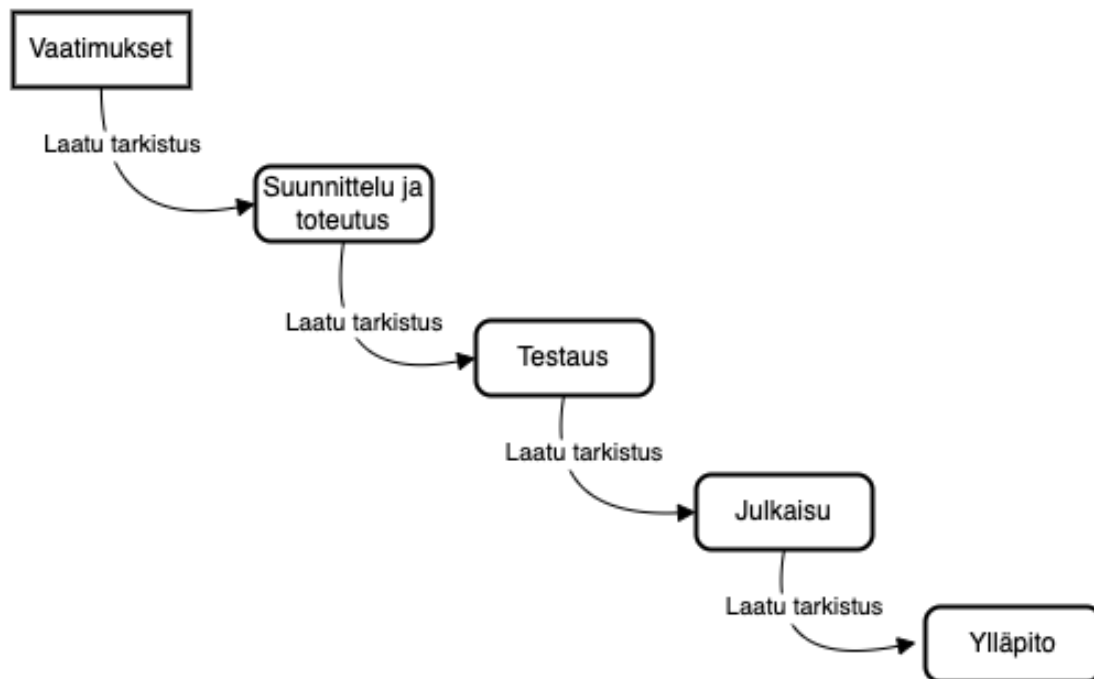 Vaatimukset
Laatu tarkistus
Suunnittelu ja
toteutus
Laatu tarkistus
Testaus
Laatu tarkistus
Julkaisu
Laatu tarkistus
Ylläpito